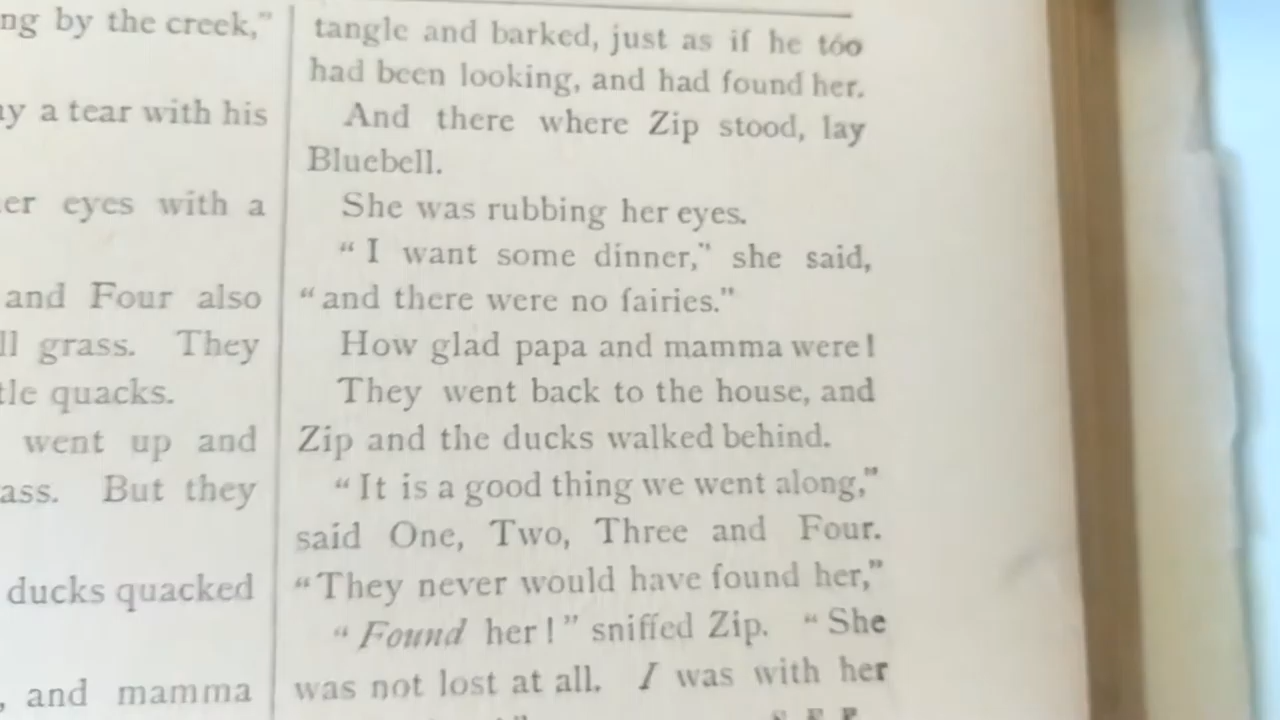 ng by the creek,"
y a tear with his
er eyes with a
and Four also
ll grass. They
tle quacks.
went up and
ass. But they
ducks quacked
, and mamma
tangle and barked, just as if he too
had been looking, and had found her.
And there where Zip stood, lay
Bluebell.
She was rubbing her eyes.
"I want some dinner," she said,
"and there were no fairies."
How glad papa and mamma were!
They went back to the house, and
Zip and the ducks walked behind.
"It is a good thing we went along,"
said One, Two, Three and Four.
"They never would have found her,"
"Found her!" sniffed Zip. "She
was not lost at all. I was with her